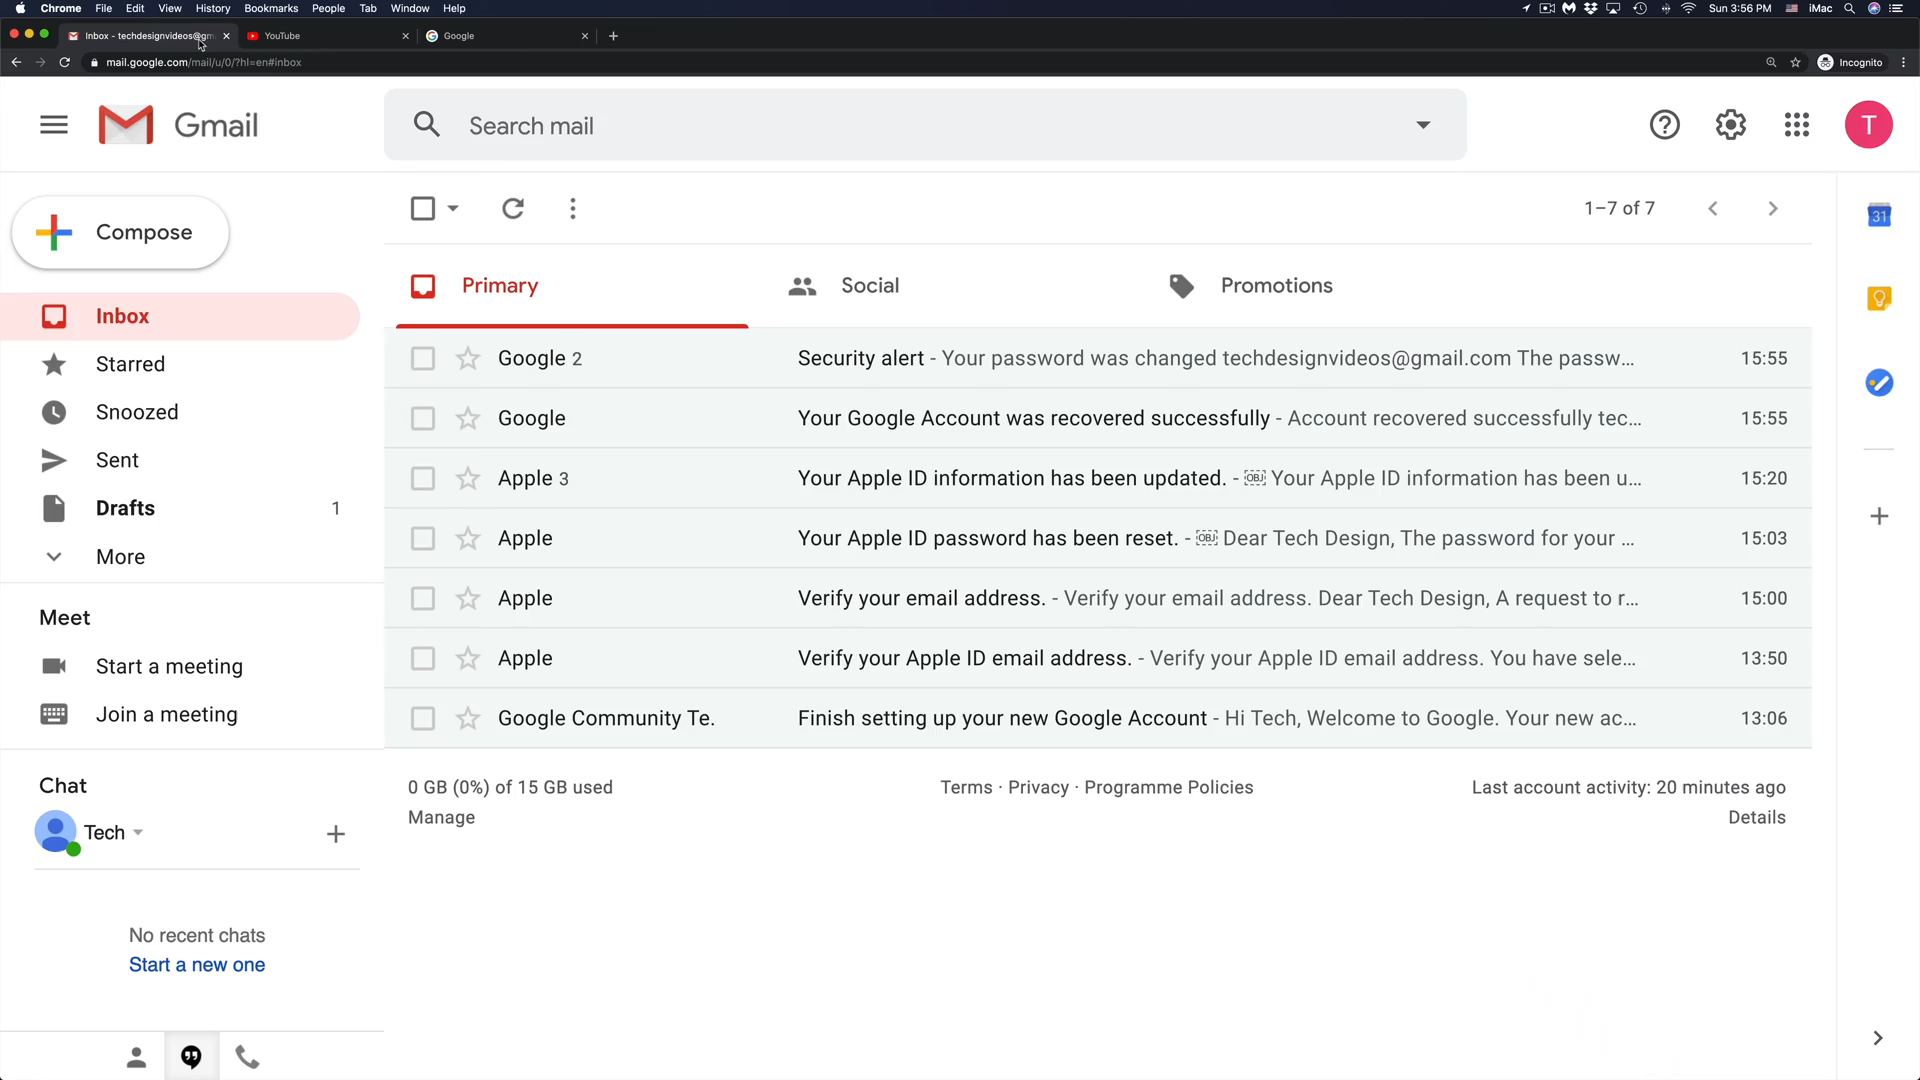 Chrome File Edit View History Bookmarks People Tab Window Help Sun 3:56 PM iMac
Inbox - techdesignvideos@gm YouTube Google
mail.google.com/mail/u/0/?hl=en#inbox Incognito
Gmail Search mail T
Compose 1–7 of 7
31
Primary Social Promotions
Inbox
Starred
Snoozed
Sent
Drafts 1
More
Google 2 Security alert - Your password was changed techdesignvideos@gmail.com The passw... 15:55
Google Your Google Account was recovered successfully - Account recovered successfully tec... 15:55
Apple 3 Your Apple ID information has been updated. - OBJ Your Apple ID information has been u... 15:20
Apple Your Apple ID password has been reset. - OBJ Dear Tech Design, The password for your ... 15:03
Apple Verify your email address. - Verify your email address. Dear Tech Design, A request to r... 15:00
Apple Verify your Apple ID email address. - Verify your Apple ID email address. You have sele... 13:50
Google Community Te. Finish setting up your new Google Account - Hi Tech, Welcome to Google. Your new ac... 13:06
Meet
Start a meeting
Join a meeting
Chat
Tech
No recent chats
Start a new one
0 GB (0%) of 15 GB used Terms · Privacy · Programme Policies Last account activity: 20 minutes ago
Manage Details